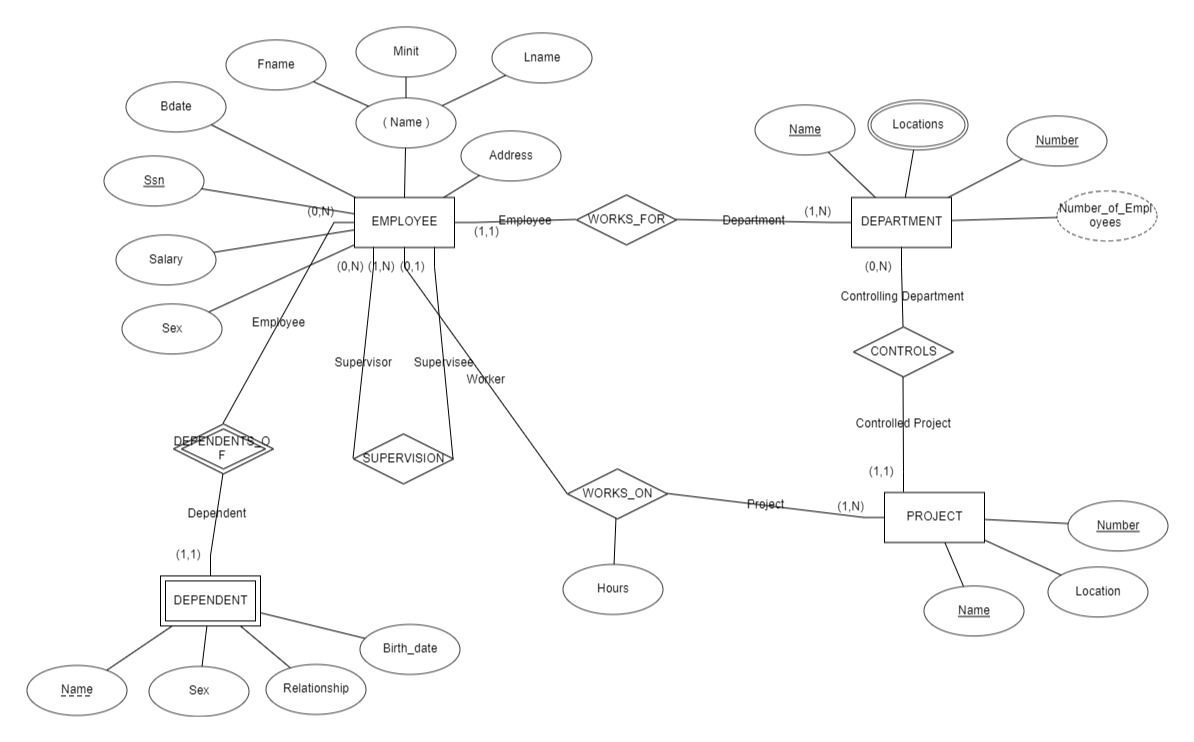 Minit
Lname
Fname
Bdate
( Name )
Name
Locations
Number
Address
Ssn
(0,N)
EMPLOYEE
(1,1)
Employee
WORKS_FOR
Department
(1,N)
DEPARTMENT
Number_of_Empl
oyees
Salary
(0,N)
(1,N)
(0,1)
(0,N)
Controlling Department
Sex
Employee
CONTROLS
Supervisor
Supervisee
Worker
Controlled Project
DEPENDENTS_O
F
SUPERVISION
(1,1)
WORKS_ON
Project
(1,N)
PROJECT
Number
Dependent
(1,1)
Hours
Location
DEPENDENT
Name
Birth_date
Name
Sex
Relationship